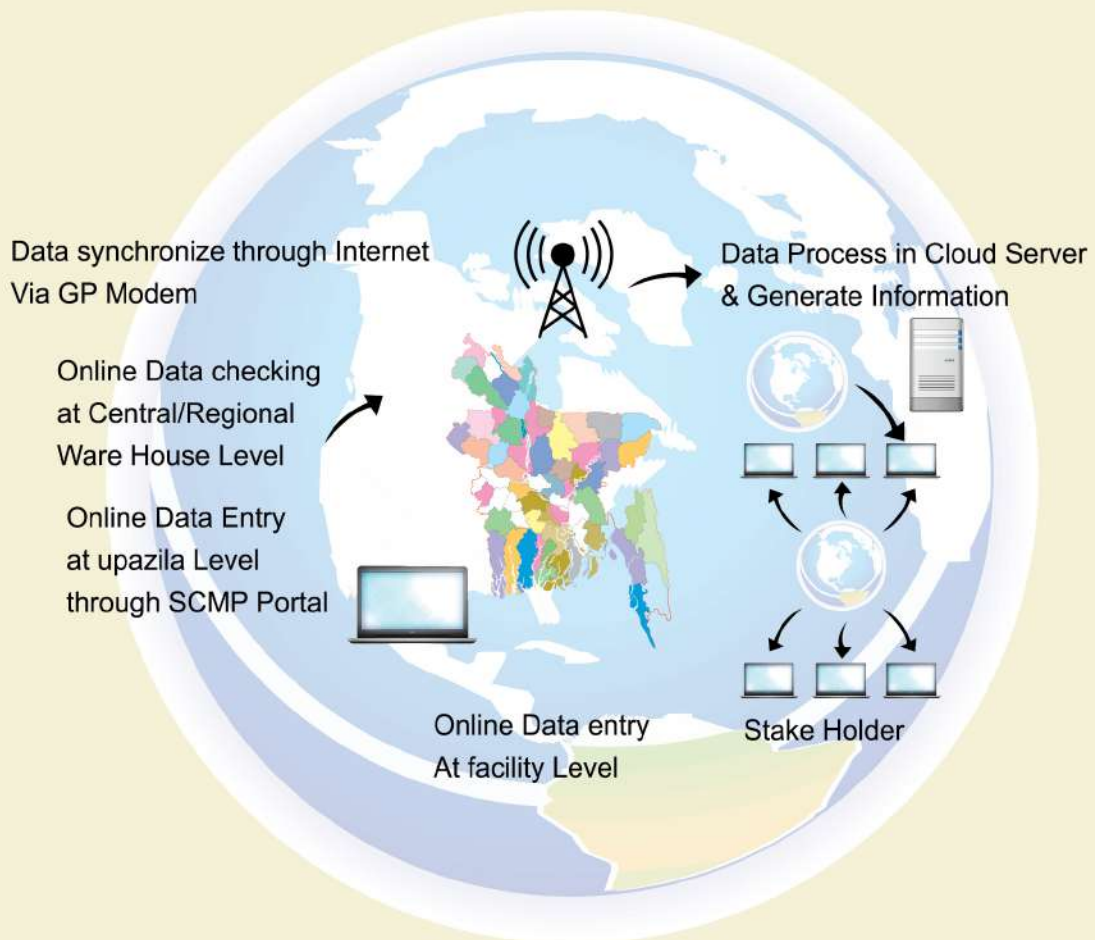 Data synchronize through Internet
Via GP Modem
Data Process in Cloud Server
& Generate Information
Online Data checking
at Central/Regional
Ware House Level
Online Data Entry
at upazila Level
through SCMP Portal
Online Data entry
At facility Level
Stake Holder